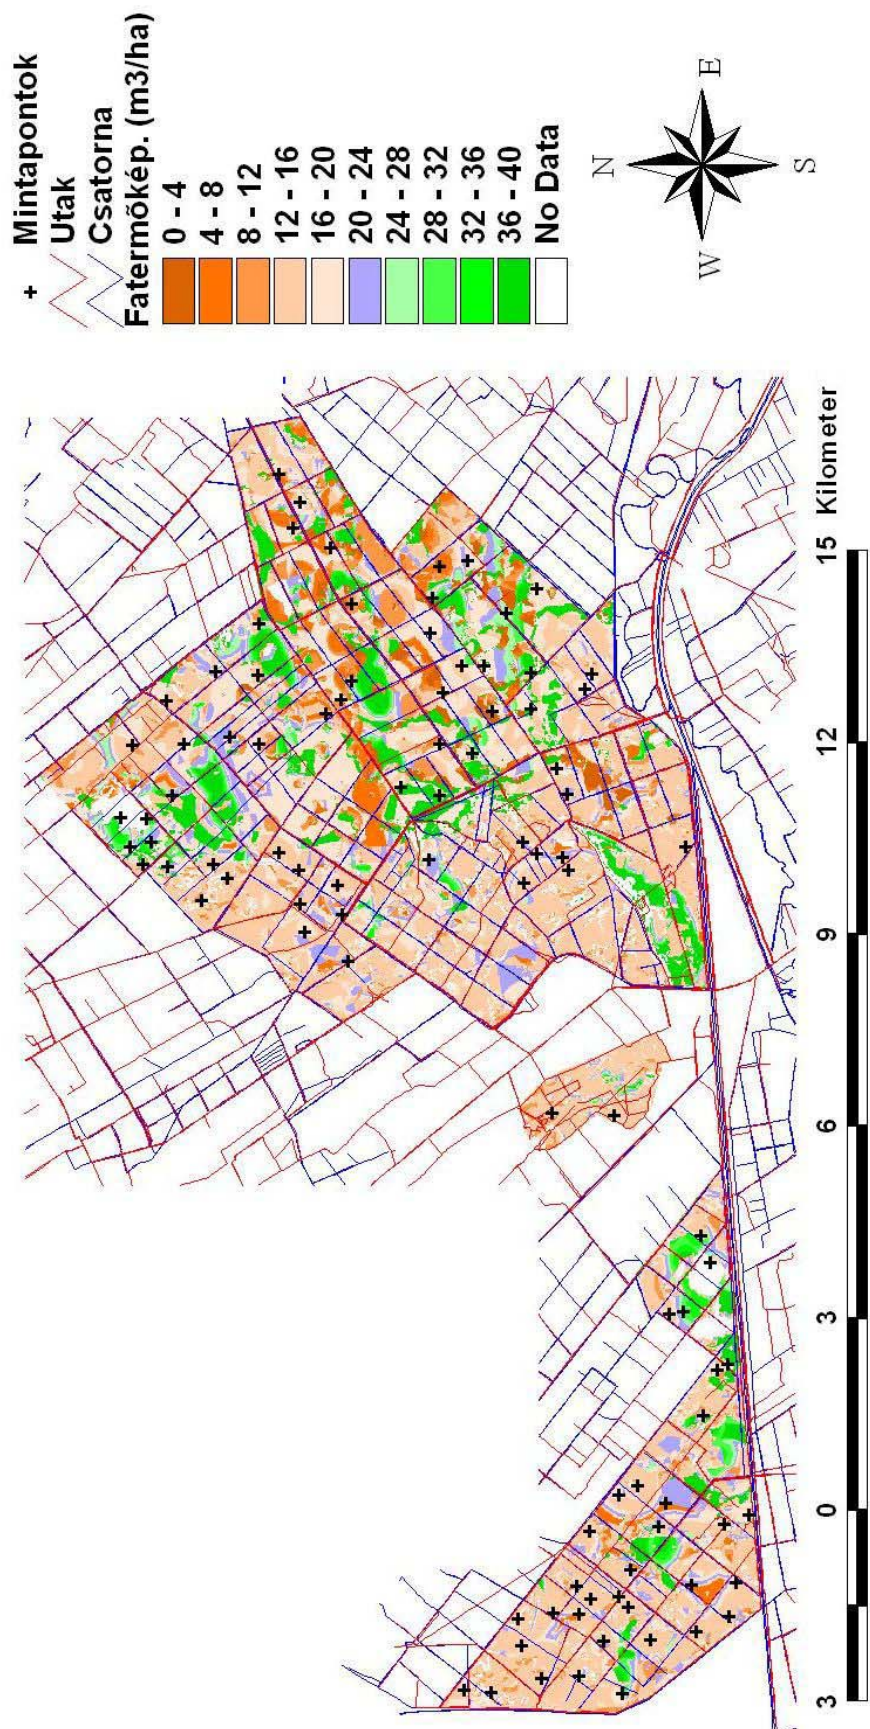 + Mintapontok
Utak
Csatorna
Fatermőkép. (m3/ha)
0 - 4
4 - 8
8 - 12
12 - 16
16 - 20
20 - 24
24 - 28
28 - 32
32 - 36
36 - 40
No Data
N
W E
S
3 0 3 6 9 12 15 Kilometer